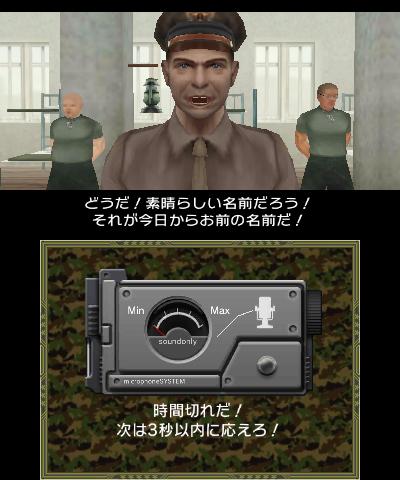 どうだ！素晴らしい名前だろう！
それが今日からお前の名前だ！
Min
Max
soundonly
microphoneSYSTEM
時間切れだ！
次は3秒以内に応えろ！